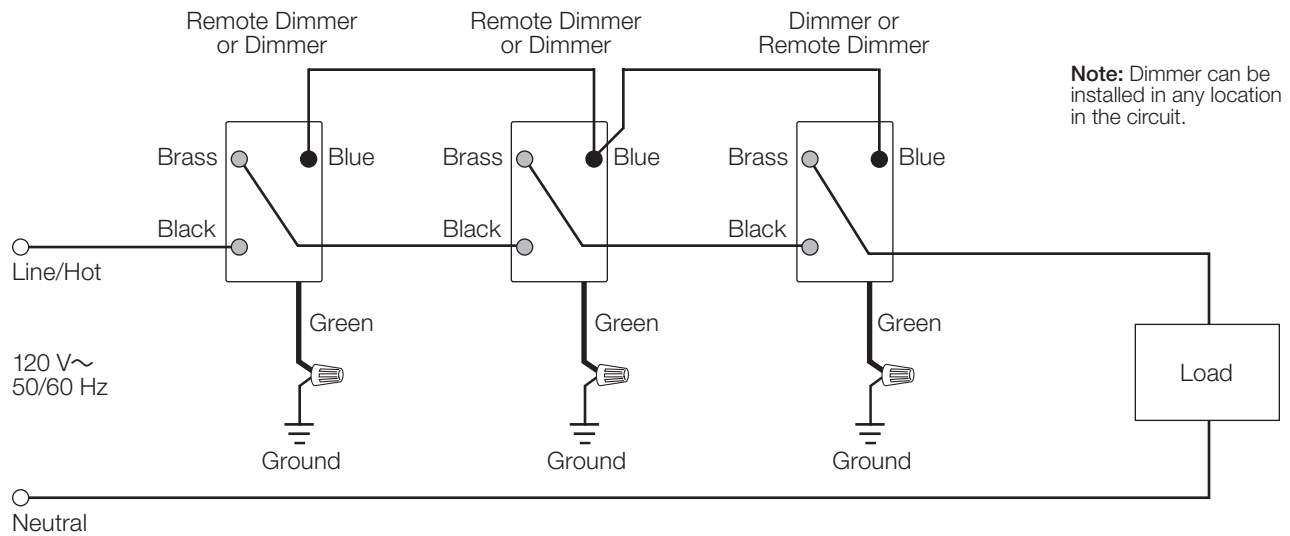 Remote Dimmer
or Dimmer
Remote Dimmer
or Dimmer
Dimmer or
Remote Dimmer
Note: Dimmer can be
installed in any location
in the circuit.
Brass
Blue
Brass
Blue
Brass
Blue
Black
Black
Black
Line/Hot
Green
Green
Green
120 V~
50/60 Hz
Load
Ground
Ground
Ground
Neutral